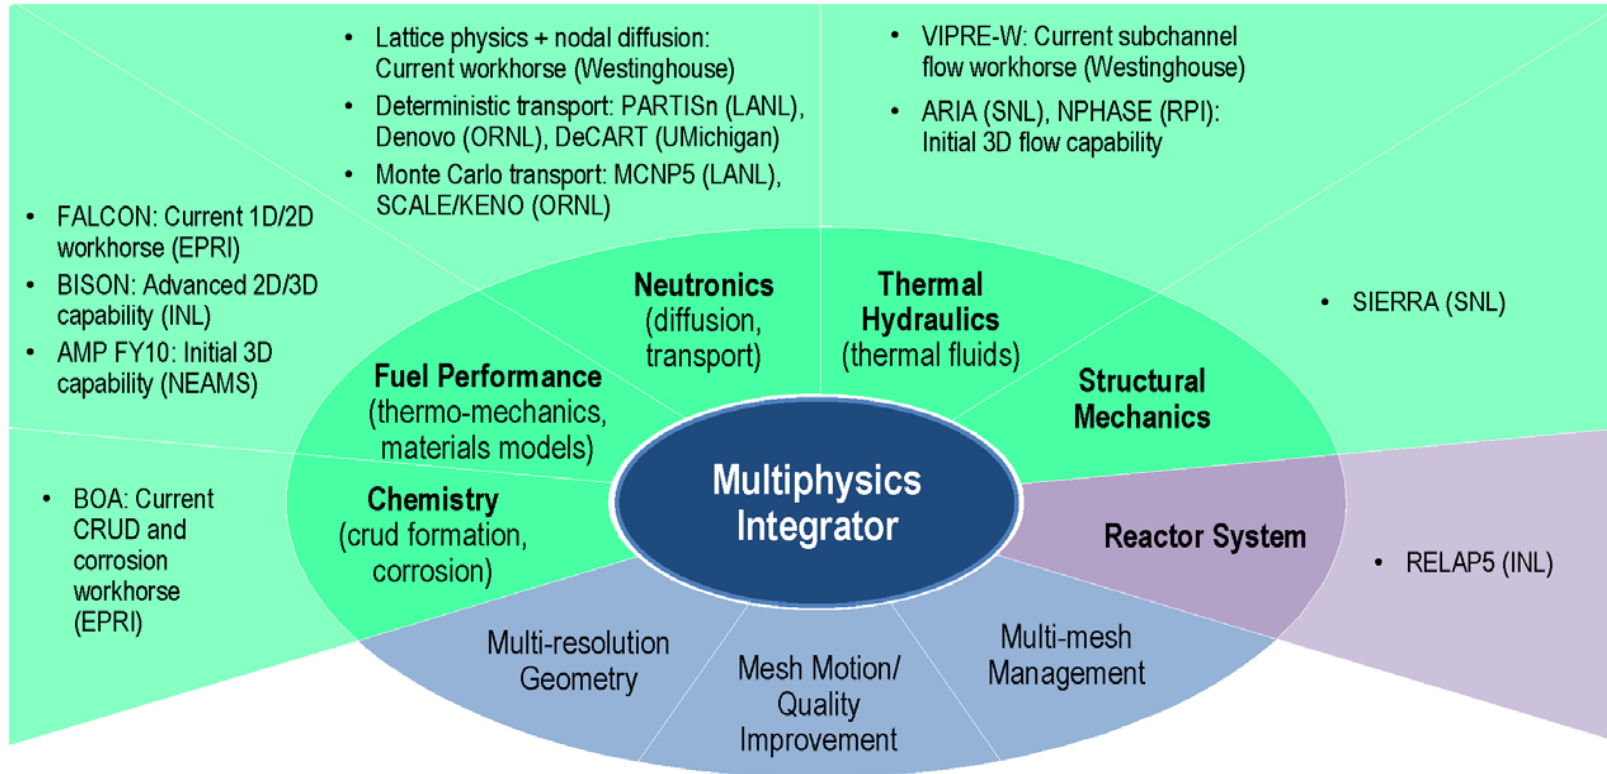 • Lattice physics + nodal diffusion:
Current workhorse (Westinghouse)
• Deterministic transport: PARTISn (LANL),
Denovo (ORNL), DeCART (UMichigan)
• Monte Carlo transport: MCNP5 (LANL),
SCALE/KENO (ORNL)
• VIPRE-W: Current subchannel
flow workhorse (Westinghouse)
• ARIA (SNL), NPHASE (RPI):
Initial 3D flow capability
• FALCON: Current 1D/2D
workhorse (EPRI)
• BISON: Advanced 2D/3D
capability (INL)
• AMP FY10: Initial 3D
capability (NEAMS)
• SIERRA (SNL)
• BOA: Current
CRUD and
corrosion
workhorse
(EPRI)
• RELAP5 (INL)
Neutronics
(diffusion,
transport)
Thermal
Hydraulics
(thermal fluids)
Fuel Performance
(thermo-mechanics,
materials models)
Structural
Mechanics
Chemistry
(crud formation,
corrosion)
Multiphysics
Integrator
Reactor System
Multi-resolution
Geometry
Mesh Motion/
Quality
Improvement
Multi-mesh
Management